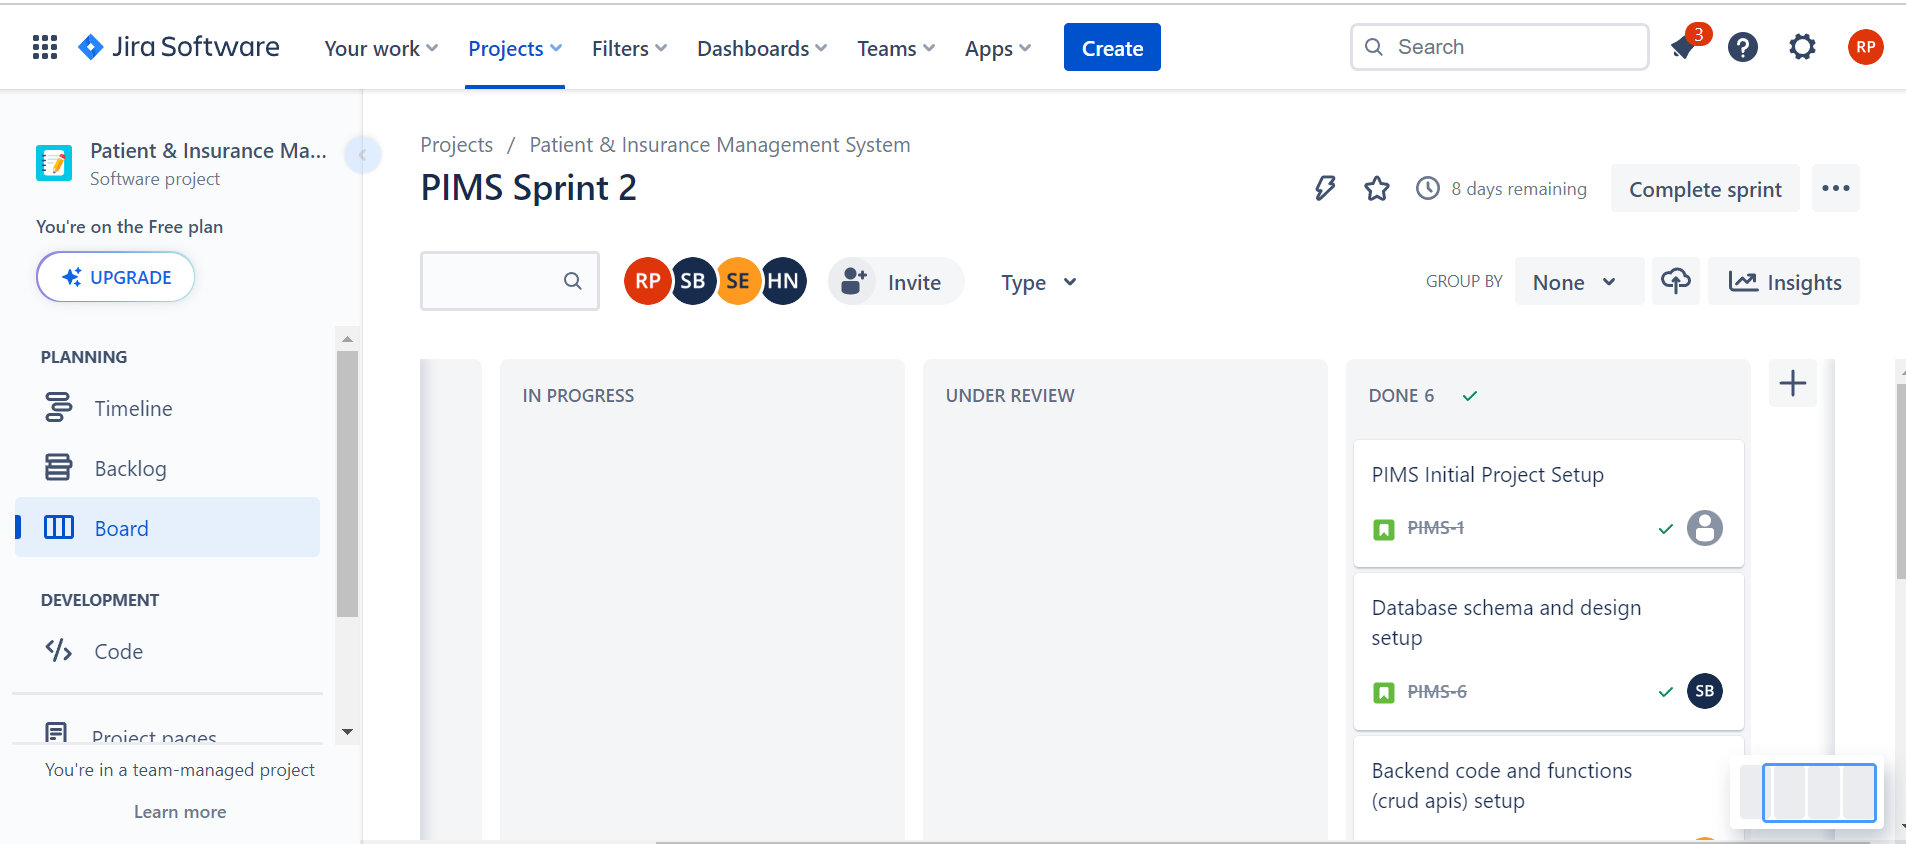 Jira Software
Your work
Projects
Filters
Dashboards
Teams
Apps
Create
Search
3
RP
Patient & Insurance Ma...
Software project
You're on the Free plan
UPGRADE
PLANNING
Timeline
Backlog
Board
DEVELOPMENT
Code
Project pages
You're in a team-managed project
Learn more
Projects / Patient & Insurance Management System
PIMS Sprint 2
8 days remaining
Complete sprint
RP
SB
SE
HN
Invite
Type
GROUP BY
None
Insights
IN PROGRESS
UNDER REVIEW
DONE 6
PIMS Initial Project Setup
PIMS-1
Database schema and design
setup
PIMS-6
SB
Backend code and functions
(crud apis) setup